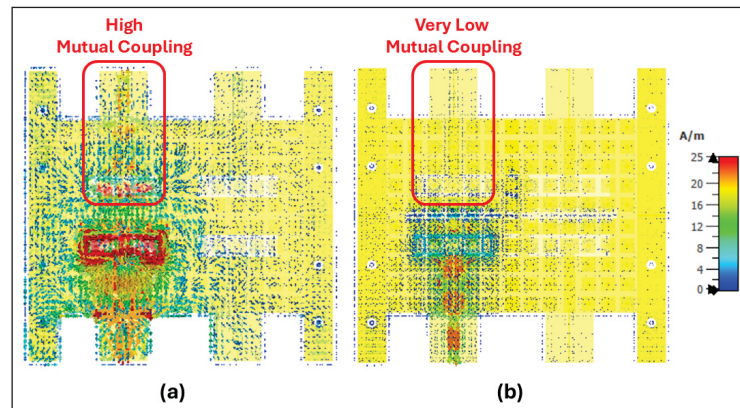 High
Mutual Coupling
Very Low
Mutual Coupling
A/m
25
20
16
12
8
4
0
(a)
(b)